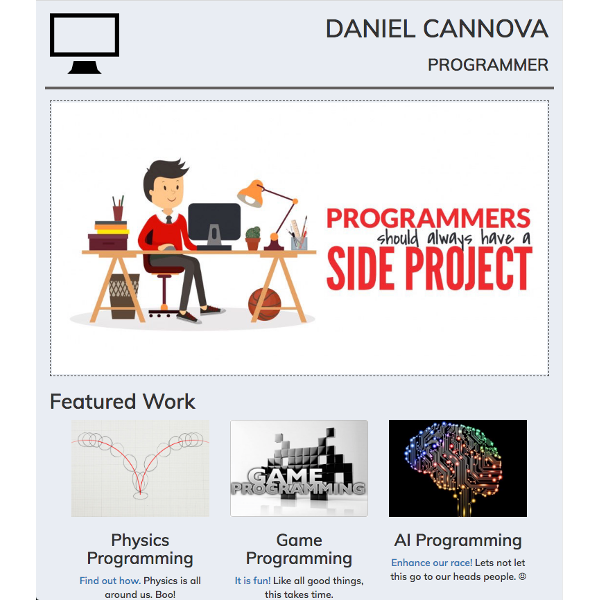 DANIEL CANNOVA
PROGRAMMER
PROGRAMMERS
should always have a
SIDE PROJECT
Featured Work
GAME
PROGRAMMING
Physics
Programming
Find out how. Physics is all
around us. Boo!
Game
Programming
It is fun! Like all good things,
this takes time.
AI Programming
Enhance our race! Lets not let
this go to our heads people. ☺